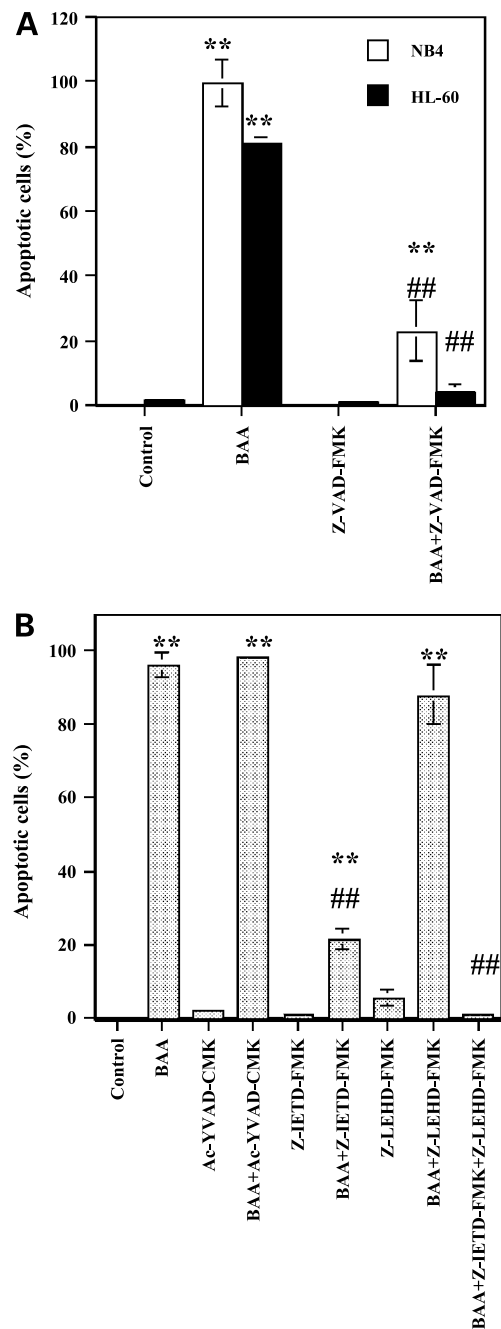 A
120
100
80
60
40
20
0
Apoptotic cells (%)
NB4
HL-60
**
**
**
##
##
Control
BAA
Z-VAD-FMK
BAA+Z-VAD-FMK
B
100
80
60
40
20
0
Apoptotic cells (%)
**
**
**
**
##
##
Control
BAA
Ac-YVAD-CMK
BAA+Ac-YVAD-CMK
Z-IETD-FMK
BAA+Z-IETD-FMK
Z-LEHD-FMK
BAA+Z-LEHD-FMK
BAA+Z-IETD-FMK+Z-LEHD-FMK